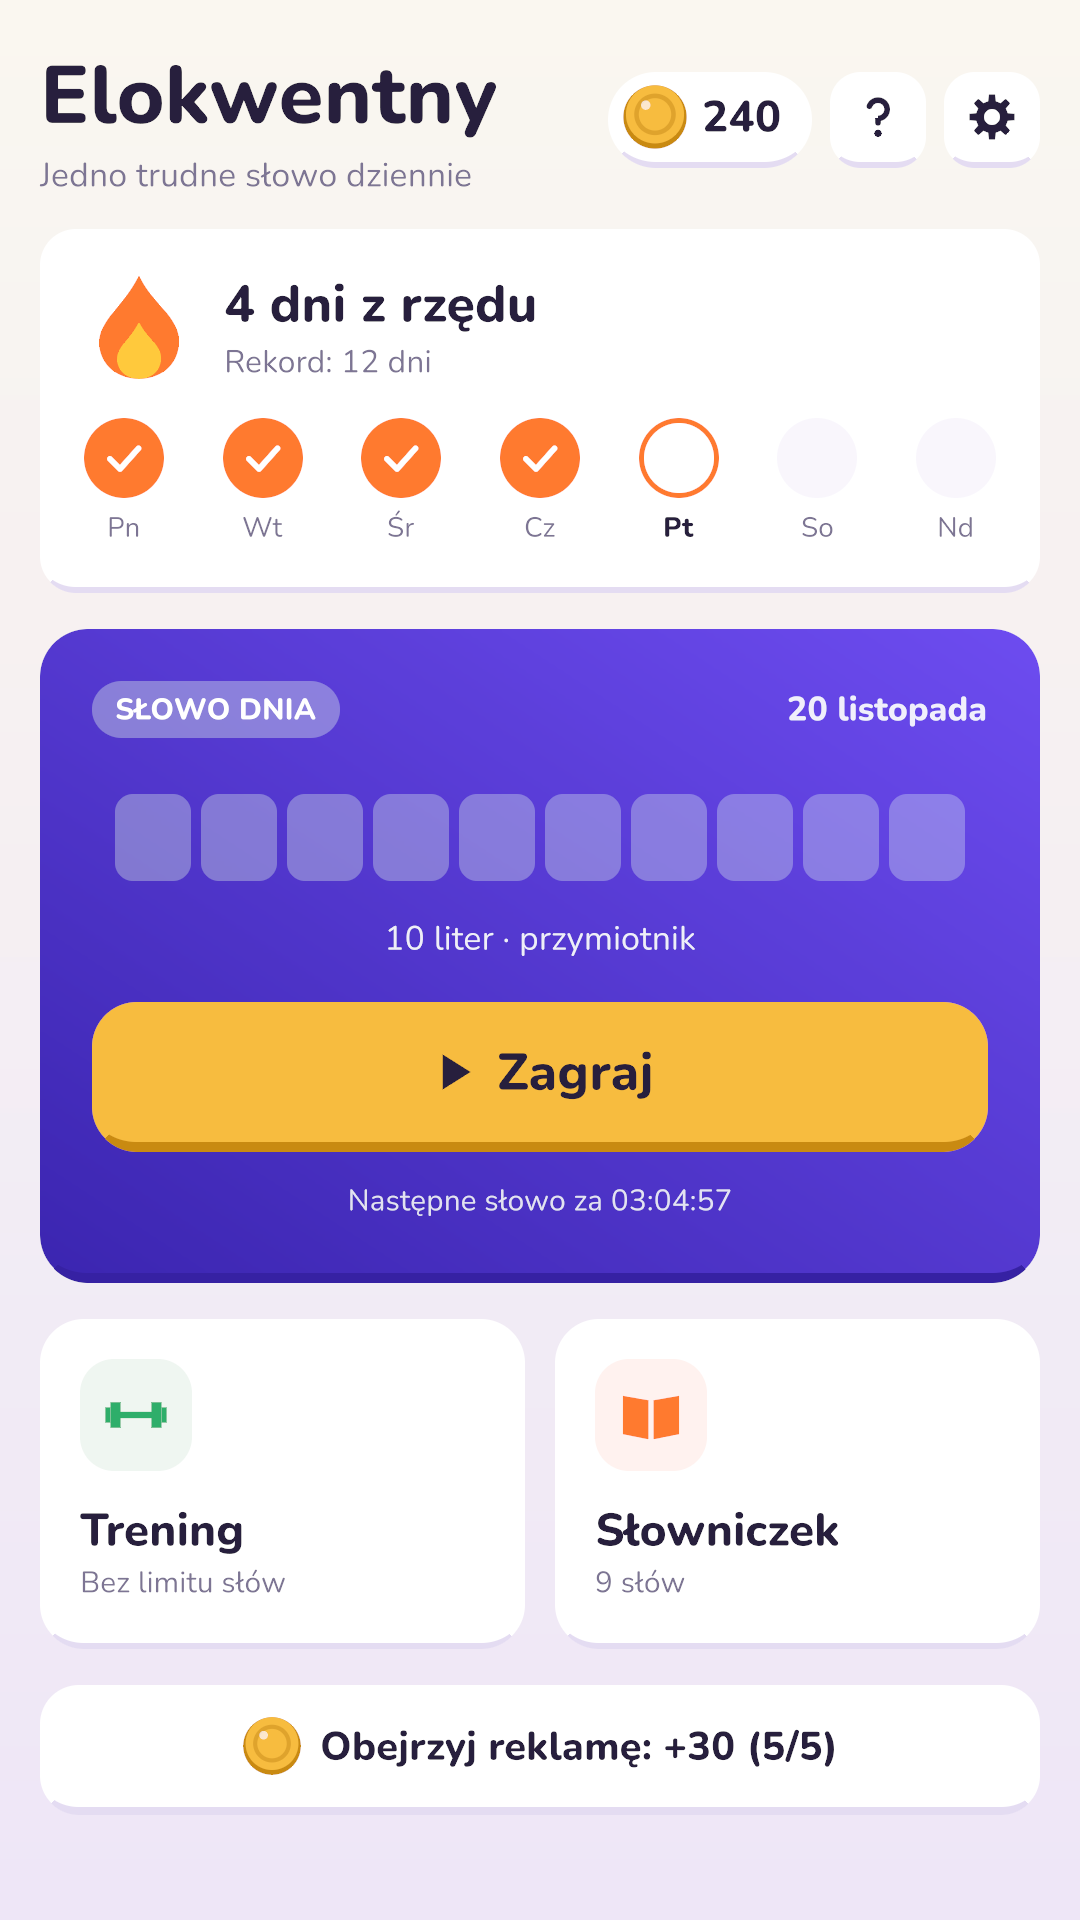 Elokwentny
240
?
Jedno trudne słowo dziennie
4 dni z rzędu
Rekord: 12 dni
Pn Wt Śr Cz Pt So Nd
SŁOWO DNIA
20 listopada
10 liter · przymiotnik
Zagraj
Następne słowo za 03:04:57
Trening
Bez limitu słów
Słowniczek
9 słów
Obejrzyj reklamę: +30 (5/5)